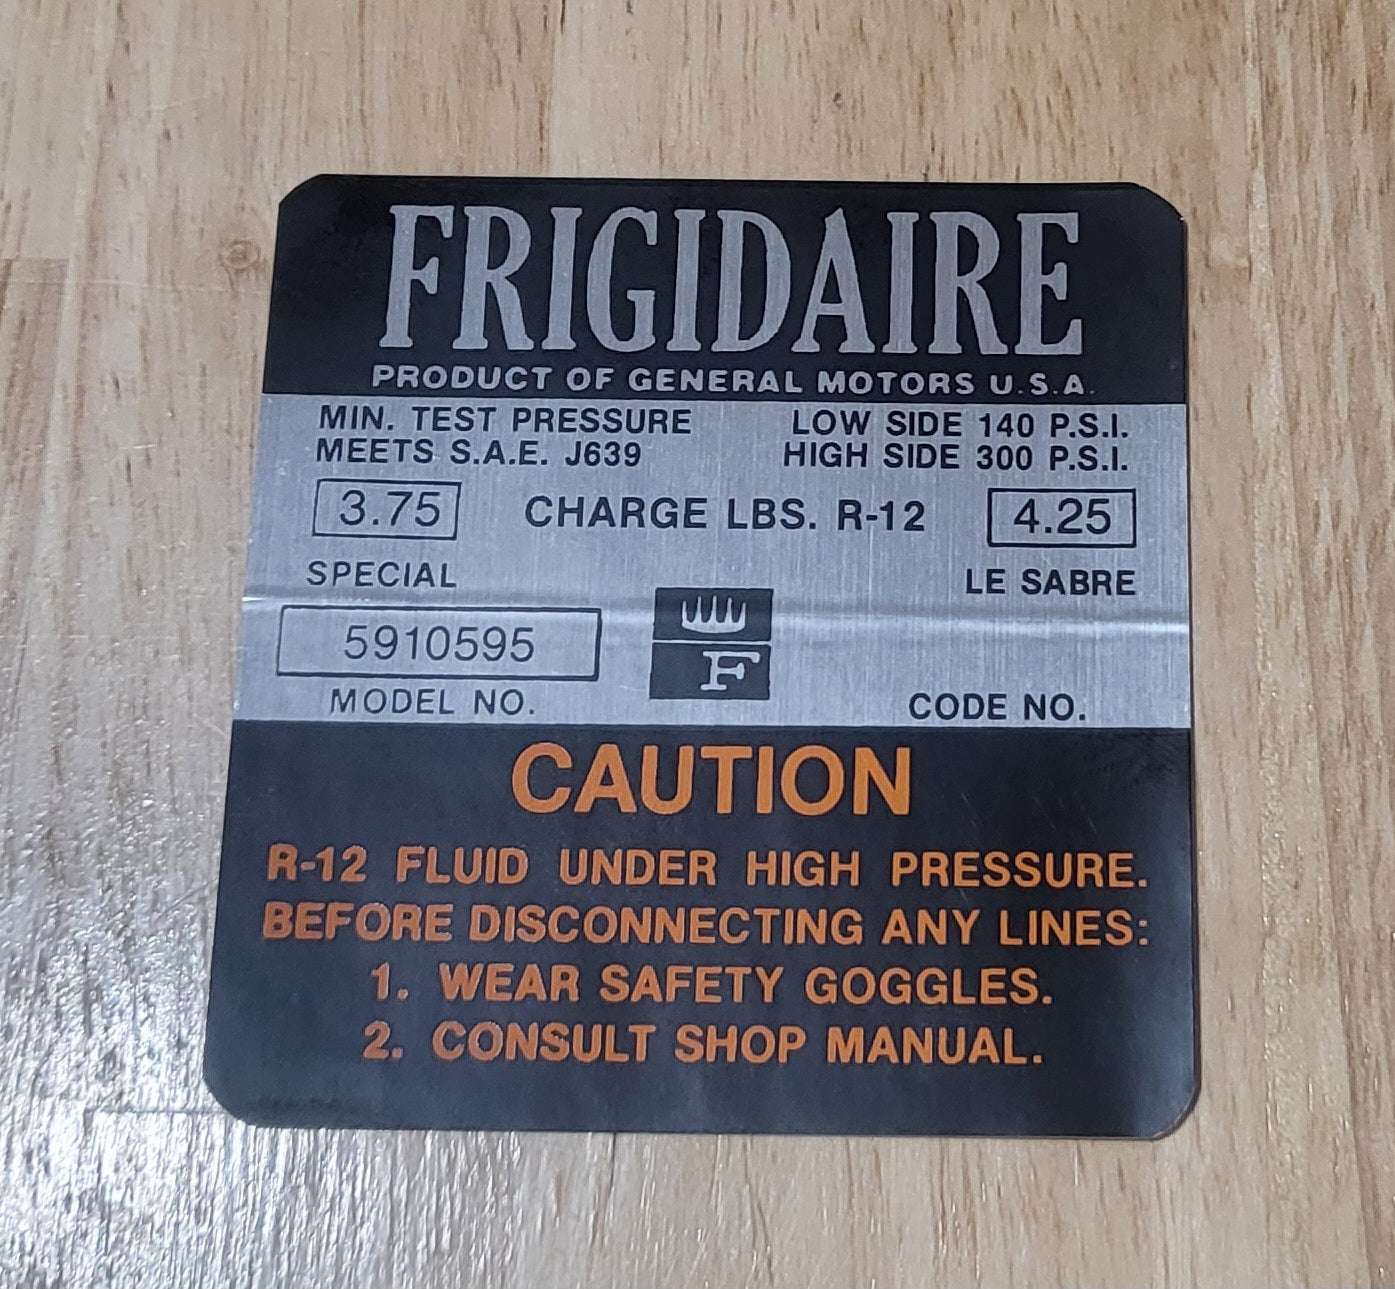 FRIGIDAIRE
PRODUCT OF GENERAL MOTORS U.S.A.
MIN. TEST PRESSURE LOW SIDE 140 P.S.I.
MEETS S.A.E. J639 HIGH SIDE 300 P.S.I.
3.75 CHARGE LBS. R-12 4.25
SPECIAL LE SABRE
5910595
F
MODEL NO. CODE NO.
CAUTION
R-12 FLUID UNDER HIGH PRESSURE.
BEFORE DISCONNECTING ANY LINES:
1. WEAR SAFETY GOGGLES.
2. CONSULT SHOP MANUAL.